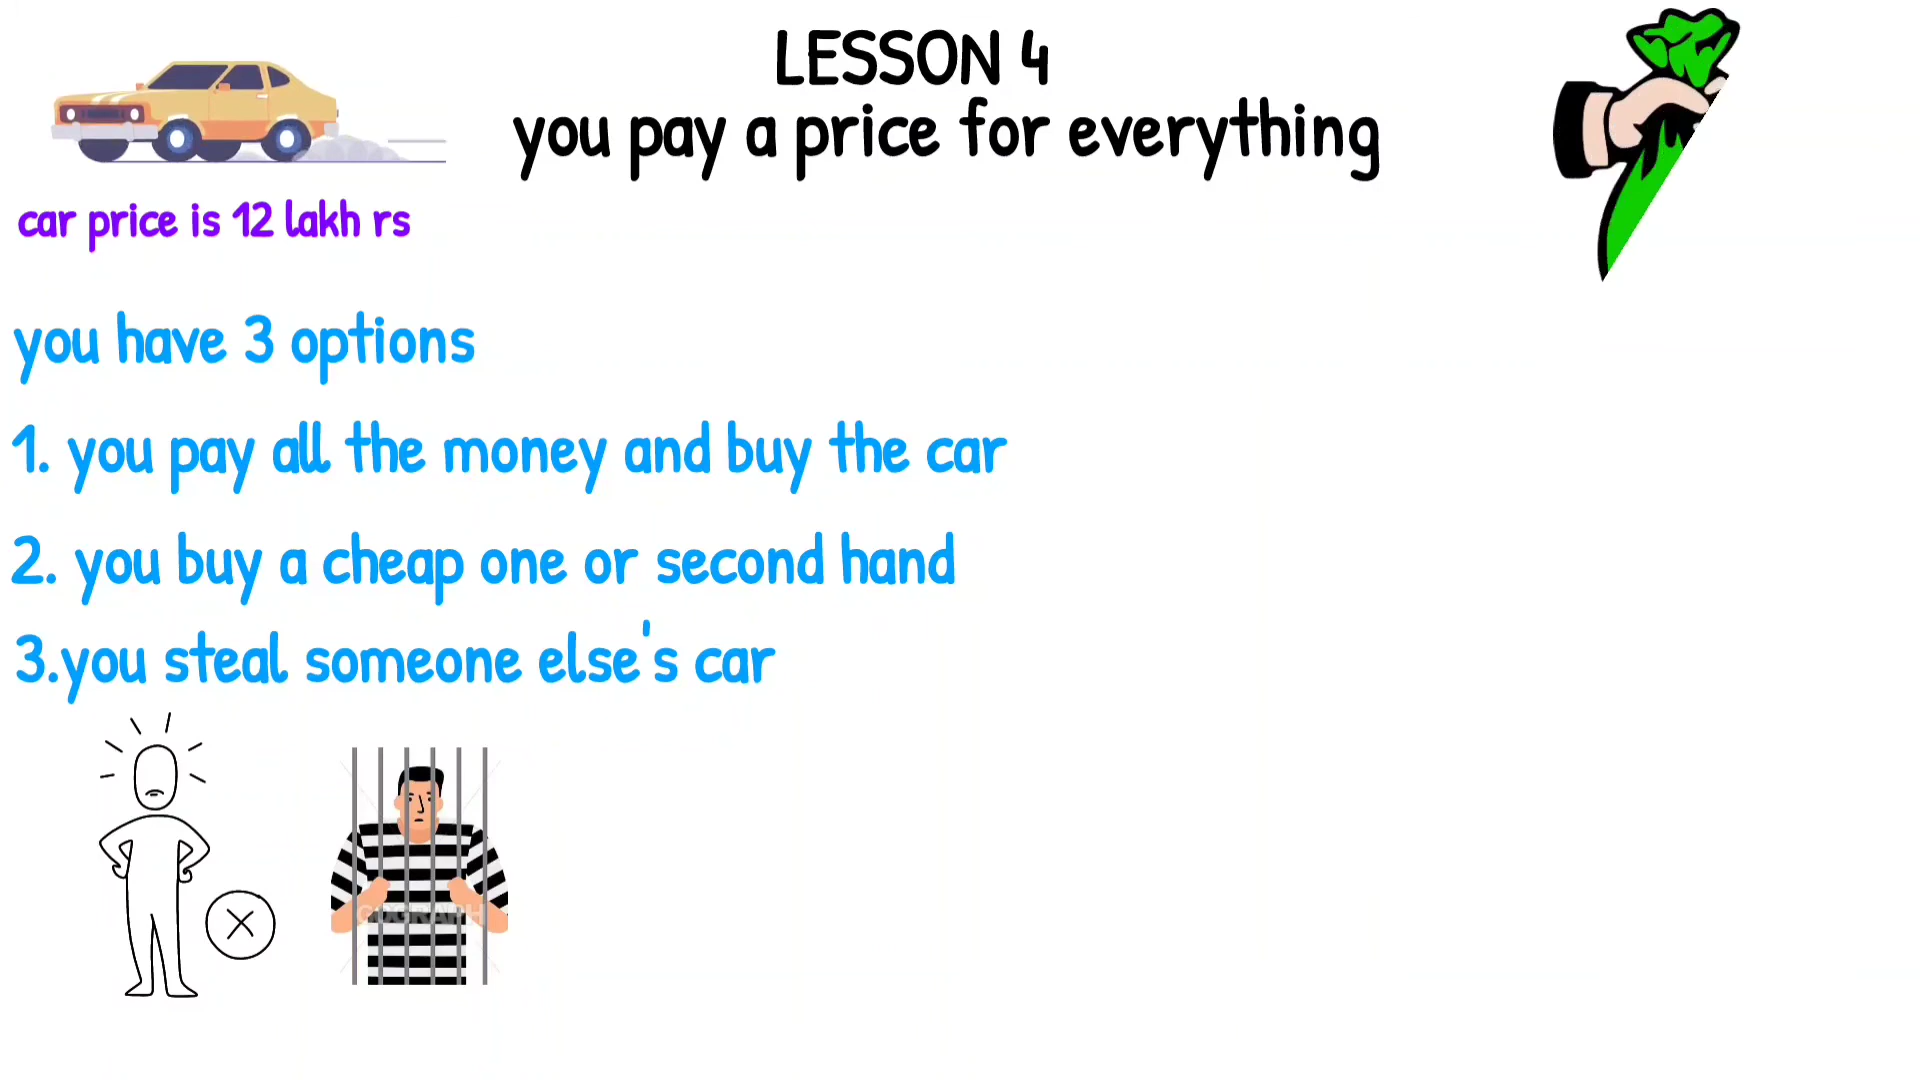 LESSON 4
you pay a price for everything
car price is 12 lakh rs
you have 3 options
1. you pay all the money and buy the car
2. you buy a cheap one or second hand
3.you steal someone else's car